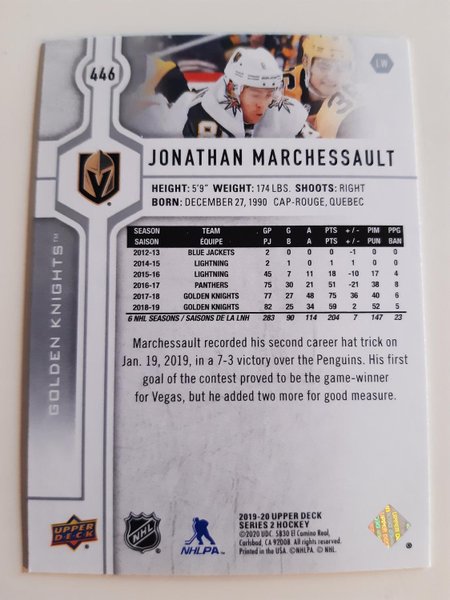 446
LW
JONATHAN MARCHESSAULT
HEIGHT: 5'9" WEIGHT: 174 LBS. SHOOTS: RIGHT
BORN: DECEMBER 27, 1990 CAP-ROUGE, QUEBEC
SEASON TEAM GP G A PTS +/- PIM PPG
SAISON ÉQUIPE PJ B A PTS +/- PUN BAN
2012-13 BLUE JACKETS 2 0 0 0 -1 0 0
2014-15 LIGHTNING 2 1 0 1 1 0 0
2015-16 LIGHTNING 45 7 11 18 -10 17 4
2016-17 PANTHERS 75 30 21 51 -21 38 8
2017-18 GOLDEN KNIGHTS 77 27 48 75 36 40 6
2018-19 GOLDEN KNIGHTS 82 25 34 59 2 52 5
6 NHL SEASONS / SAISONS DE LA LNH 283 90 114 204 7 147 23
Marchessault recorded his second career hat trick on
Jan. 19, 2019, in a 7-3 victory over the Penguins. His first
goal of the contest proved to be the game-winner
for Vegas, but he added two more for good measure.
GOLDEN KNIGHTS™
UPPER DECK
NHL
NHLPA
2019-20 UPPER DECK
SERIES 2 HOCKEY
©2020 UDC. 5830 El Camino Real,
Carlsbad, CA 92008. All rights reserved.
Printed in the USA. ©NHLPA. © NHL.